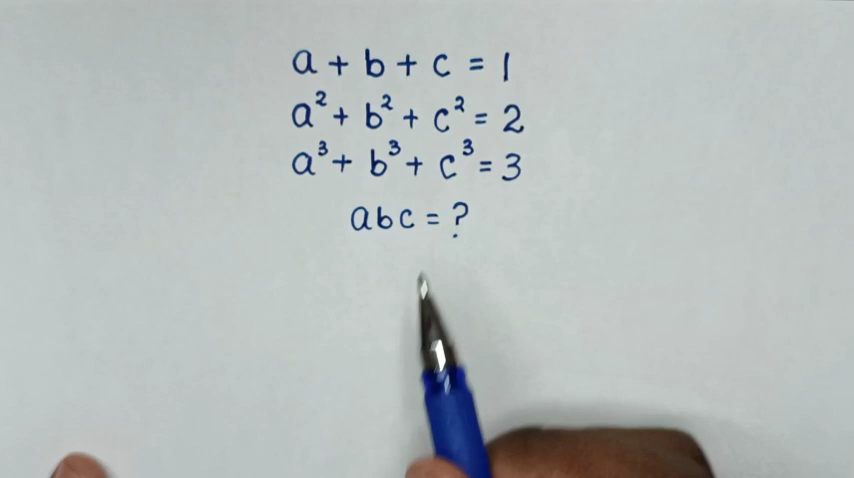 a + b + c = 1
a² + b² + c² = 2
a³ + b³ + c³ = 3
abc = ?